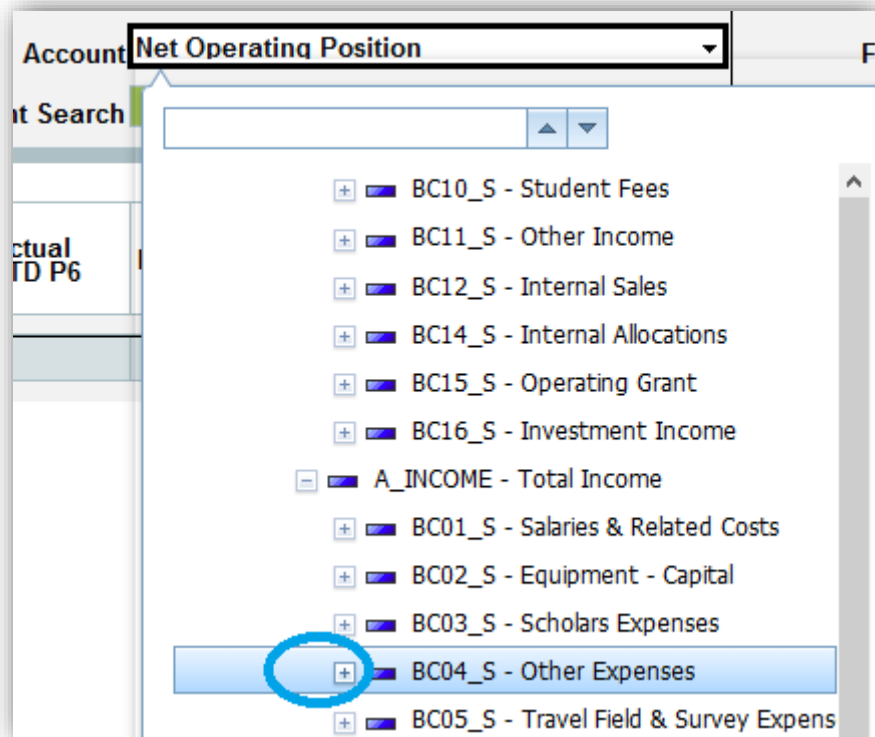 Account Net Operating Position F
nt Search
ctual
TD P6
BC10_S - Student Fees
BC11_S - Other Income
BC12_S - Internal Sales
BC14_S - Internal Allocations
BC15_S - Operating Grant
BC16_S - Investment Income
A_INCOME - Total Income
BC01_S - Salaries & Related Costs
BC02_S - Equipment - Capital
BC03_S - Scholars Expenses
BC04_S - Other Expenses
BC05_S - Travel Field & Survey Expens